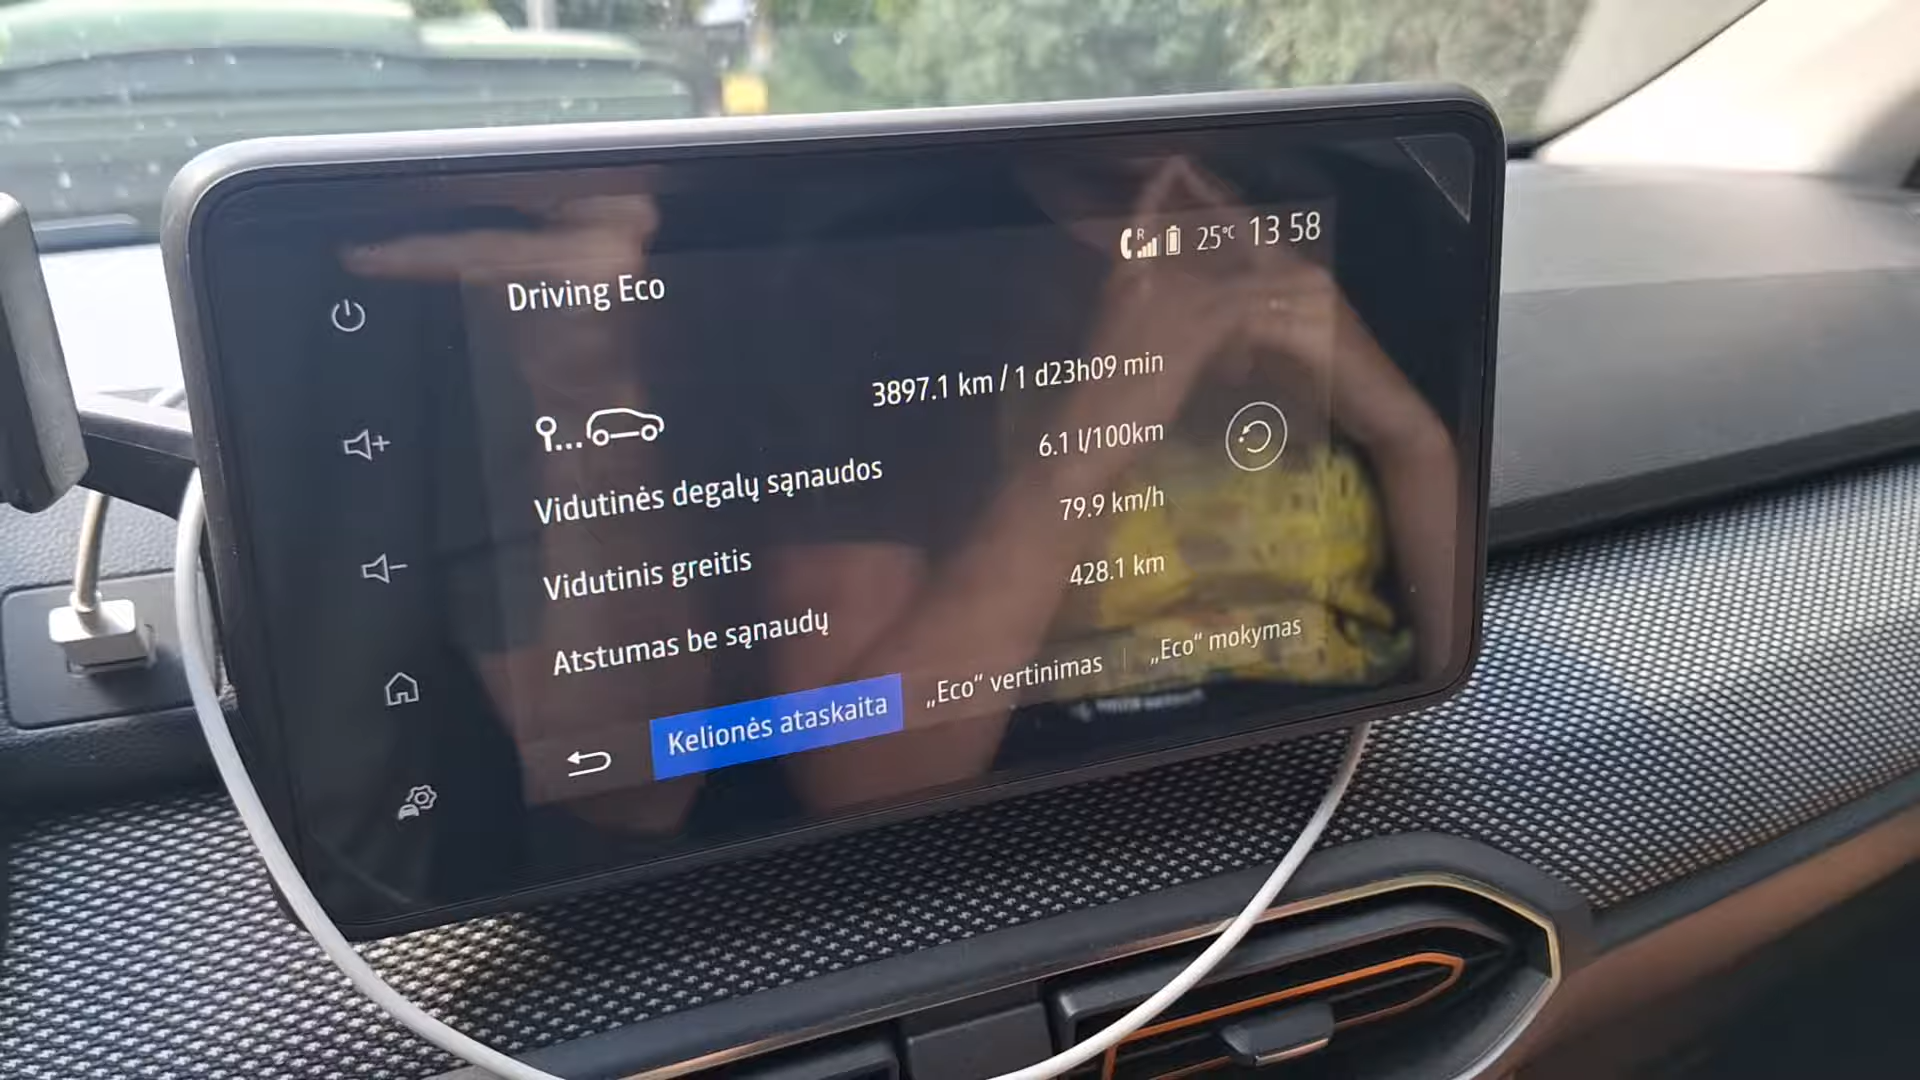 R 25°C 13 58
Driving Eco
3897.1 km / 1 d23h09 min
Vidutinės degalų sąnaudos 6.1 l/100km
Vidutinis greitis 79.9 km/h
Atstumas be sąnaudų 428.1 km
Kelionės ataskaita „Eco“ vertinimas „Eco“ mokymas